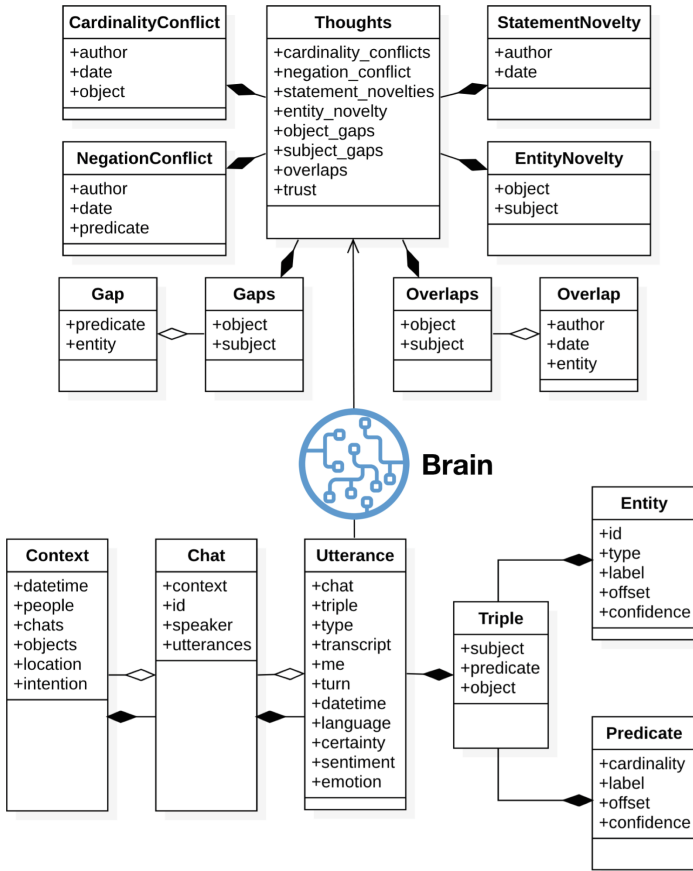 CardinalityConflict
+author
+date
+object
Thoughts
+cardinality_conflicts
+negation_conflict
+statement_novelties
+entity_novelty
+object_gaps
+subject_gaps
+overlaps
+trust
StatementNovelty
+author
+date
NegationConflict
+author
+date
+predicate
EntityNovelty
+object
+subject
Gap
+predicate
+entity
Gaps
+object
+subject
Overlaps
+object
+subject
Overlap
+author
+date
+entity
Brain
Context
+datetime
+people
+chats
+objects
+location
+intention
Chat
+context
+id
+speaker
+utterances
Utterance
+chat
+triple
+type
+transcript
+me
+turn
+datetime
+language
+certainty
+sentiment
+emotion
Triple
+subject
+predicate
+object
Entity
+id
+type
+label
+offset
+confidence
Predicate
+cardinality
+label
+offset
+confidence